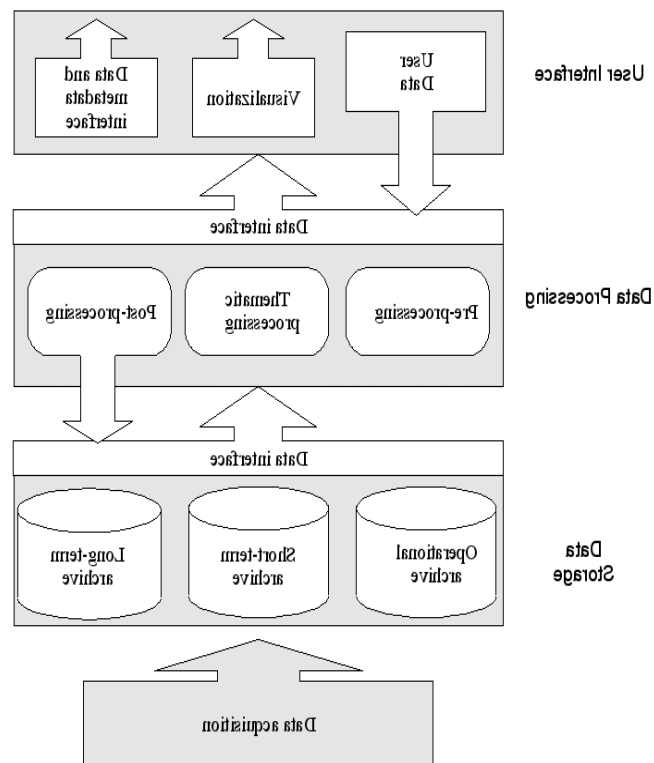 User Interface
User
Data
Visualization
Data and
metadata
interface
Data interface
Data Processing
Pre-processing
Thematic
processing
Post-processing
Data interface
Data
Storage
Operational
archive
Short-term
archive
Long-term
archive
Data acquisition